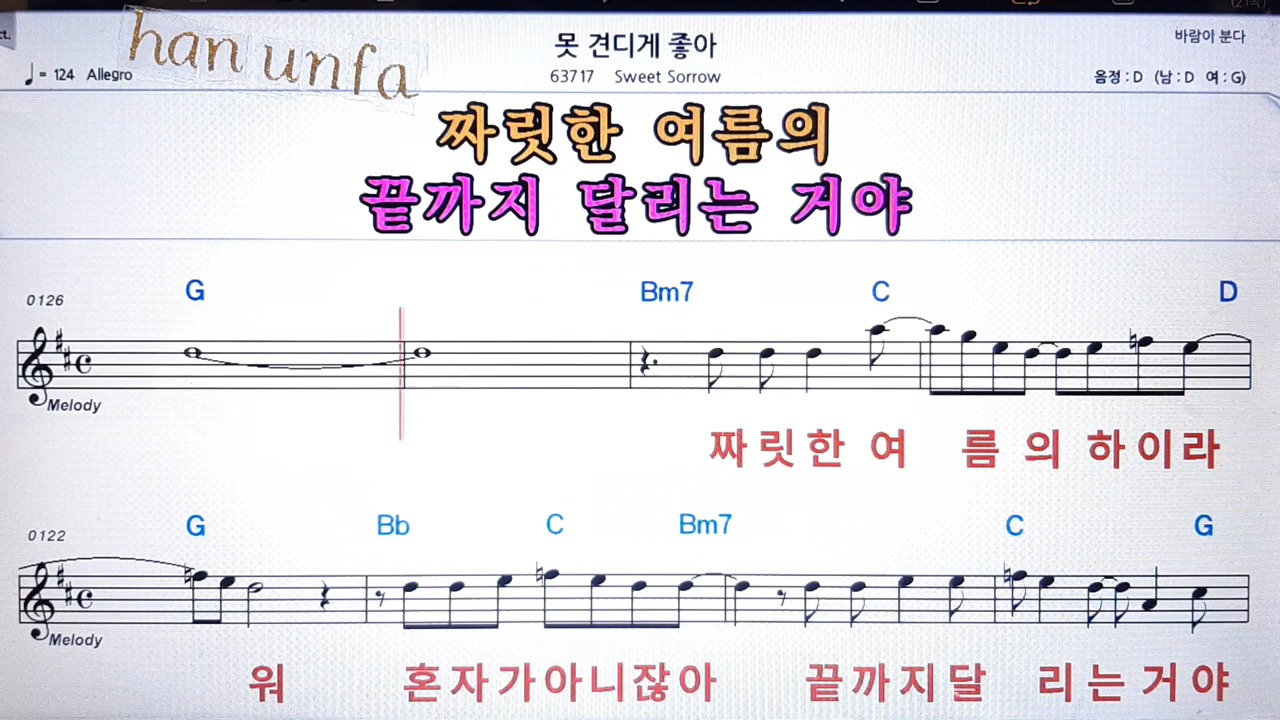 han unfa
ct.
못 견디게 좋아
바람이 분다
♩= 124 Allegro
63717 Sweet Sorrow
음정 : D (남 : D 여 : G)
짜릿한 여름의
끝까지 달리는 거야
0126
G Bm7 C D
Melody
짜릿한 여 름 의 하이라
0122
G Bb C Bm7 C G
Melody
워 혼자가아니잖아 끝까지달 리는거야